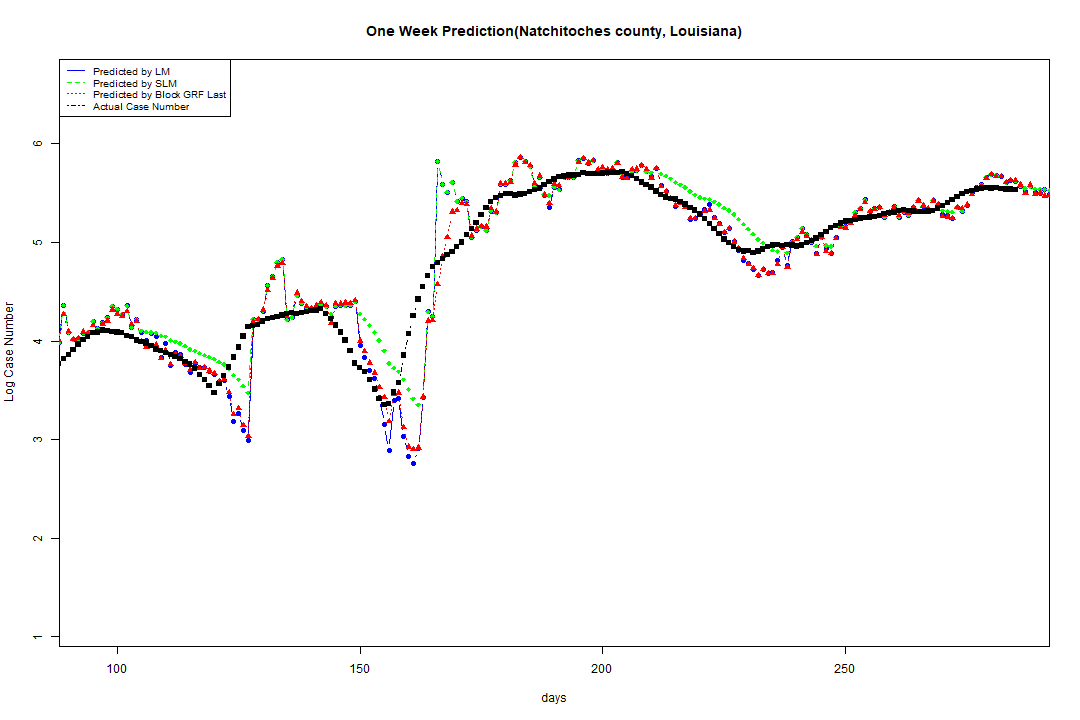 One Week Prediction(Natchitoches county, Louisiana)
Predicted by LM
Predicted by SLM
Predicted by Block GRF Last
Actual Case Number
6
5
4
3
2
1
Log Case Number
100 150 200 250
days